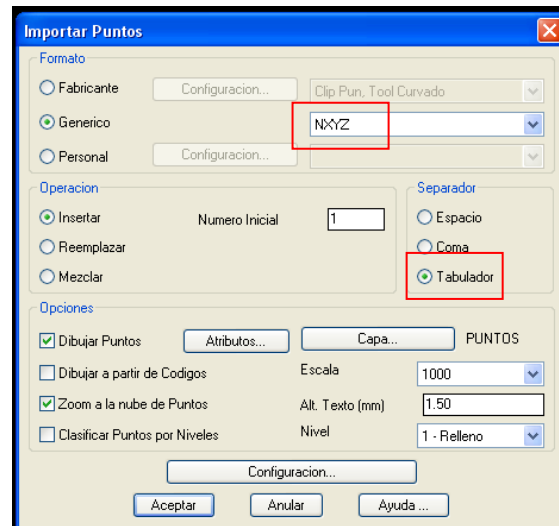 Importar Puntos
Formato
Fabricante Configuracion... Clip Pun, Tool Curvado
Generico NXYZ
Personal Configuracion...
Operacion Separador
Insertar Numero Inicial 1 Espacio
Reemplazar Coma
Mezclar Tabulador
Opciones
Dibujar Puntos Atributos... Capa... PUNTOS
Dibujar a partir de Codigos Escala 1000
Zoom a la nube de Puntos Alt. Texto (mm) 1.50
Clasificar Puntos por Niveles Nivel 1 - Relleno
Configuracion...
Aceptar Anular Ayuda ...